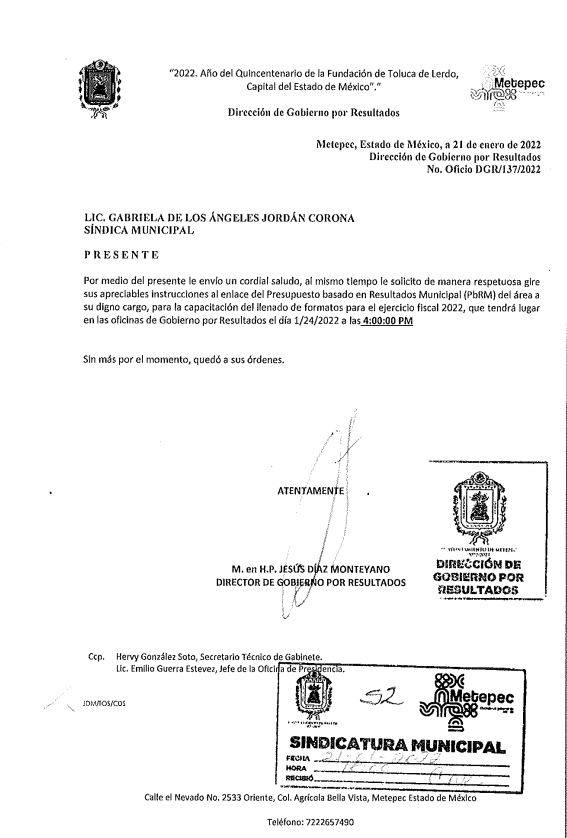 "2022. Año del Quincentenario de la Fundación de Toluca de Lerdo,
Capital del Estado de México"."
Metepec
Dirección de Gobierno por Resultados
Metepec, Estado de México, a 21 de enero de 2022
Dirección de Gobierno por Resultados
No. Oficio DGR/137/2022
LIC. GABRIELA DE LOS ÁNGELES JORDÁN CORONA
SÍNDICA MUNICIPAL
P R E S E N T E
Por medio del presente le envío un cordial saludo, al mismo tiempo le solicito de manera respetuosa gire
sus apreciables instrucciones al enlace del Presupuesto basado en Resultados Municipal (PbRM) del área a
su digno cargo, para la capacitación del llenado de formatos para el ejercicio fiscal 2022, que tendrá lugar
en las oficinas de Gobierno por Resultados el día 1/24/2022 a las 4:00:00 PM
Sin más por el momento, quedó a sus órdenes.
ATENTAMENTE
M. en H.P. JESÚS DÍAZ MONTEYANO
DIRECTOR DE GOBIERNO POR RESULTADOS
AYUNTAMIENTO DE METEPEC
DIRECCIÓN DE
GOBIERNO POR
RESULTADOS
Ccp. Hervy González Soto, Secretario Técnico de Gabinete.
Lic. Emilio Guerra Estevez, Jefe de la Oficina de Presidencia.
JDM/IOS/COS
52
Metepec
SINDICATURA MUNICIPAL
FECHA 21-01-2022
HORA
RECIBIÓ
Calle el Nevado No. 2533 Oriente, Col. Agrícola Bella Vista, Metepec Estado de México
Teléfono: 7222657490